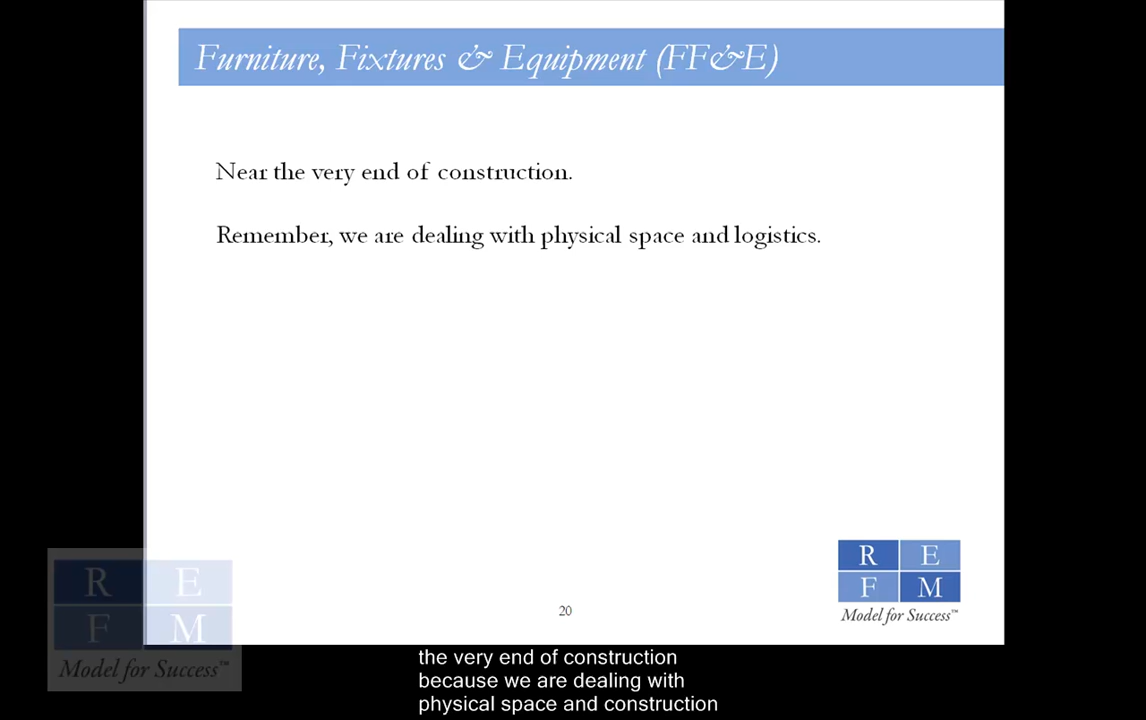 Furniture, Fixtures & Equipment (FF&E)
Near the very end of construction.
Remember, we are dealing with physical space and logistics.
R E
F M
Model for Success™
20
R E
F M
Model for Success™
the very end of construction
because we are dealing with
physical space and construction